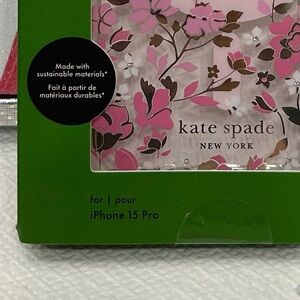 Made with
sustainable materials*
Fait à partir de
matériaux durables*
kate spade
NEW YORK
for | pour
iPhone 15 Pro